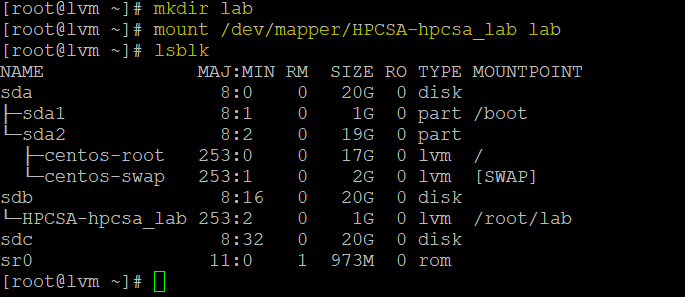 [root@lvm ~]# mkdir lab
[root@lvm ~]# mount /dev/mapper/HPCSA-hpcsa_lab lab
[root@lvm ~]# lsblk
NAME              MAJ:MIN RM  SIZE RO TYPE MOUNTPOINT
sda                 8:0    0   20G  0 disk
├─sda1              8:1    0    1G  0 part /boot
└─sda2              8:2    0   19G  0 part
  ├─centos-root   253:0    0   17G  0 lvm  /
  └─centos-swap   253:1    0    2G  0 lvm  [SWAP]
sdb                 8:16   0   20G  0 disk
└─HPCSA-hpcsa_lab 253:2    0    1G  0 lvm  /root/lab
sdc                 8:32   0   20G  0 disk
sr0                11:0    1  973M  0 rom
[root@lvm ~]#